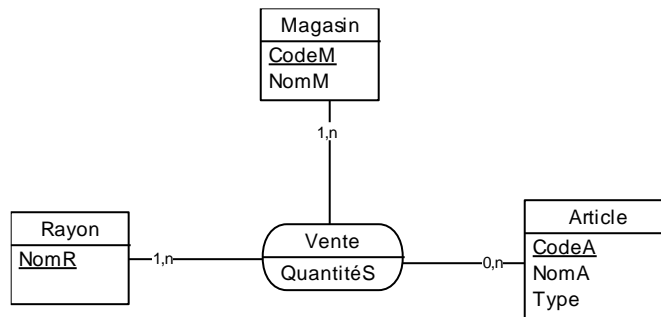 Magasin
CodeM
NomM
1,n
Rayon
NomR
1,n
Vente
QuantitéS
0,n
Article
CodeA
NomA
Type